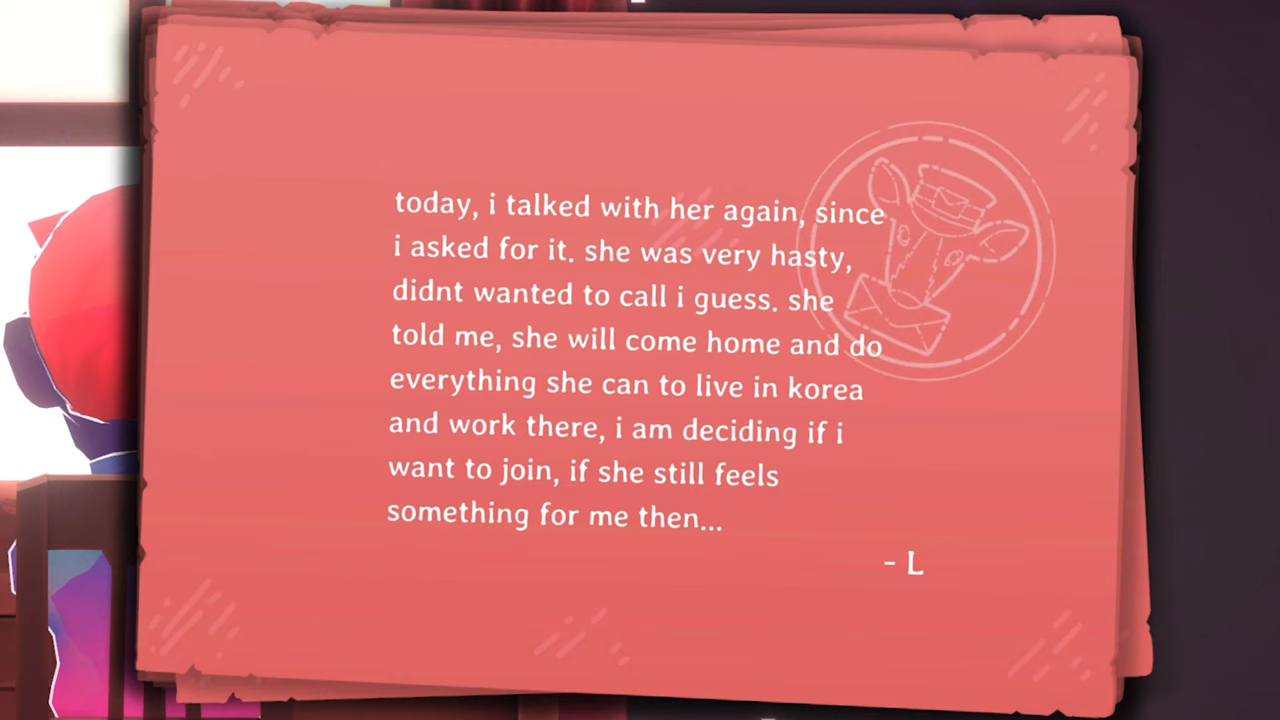 today, i talked with her again, since
i asked for it. she was very hasty,
didnt wanted to call i guess. she
told me, she will come home and do
everything she can to live in korea
and work there, i am deciding if i
want to join, if she still feels
something for me then...
- L